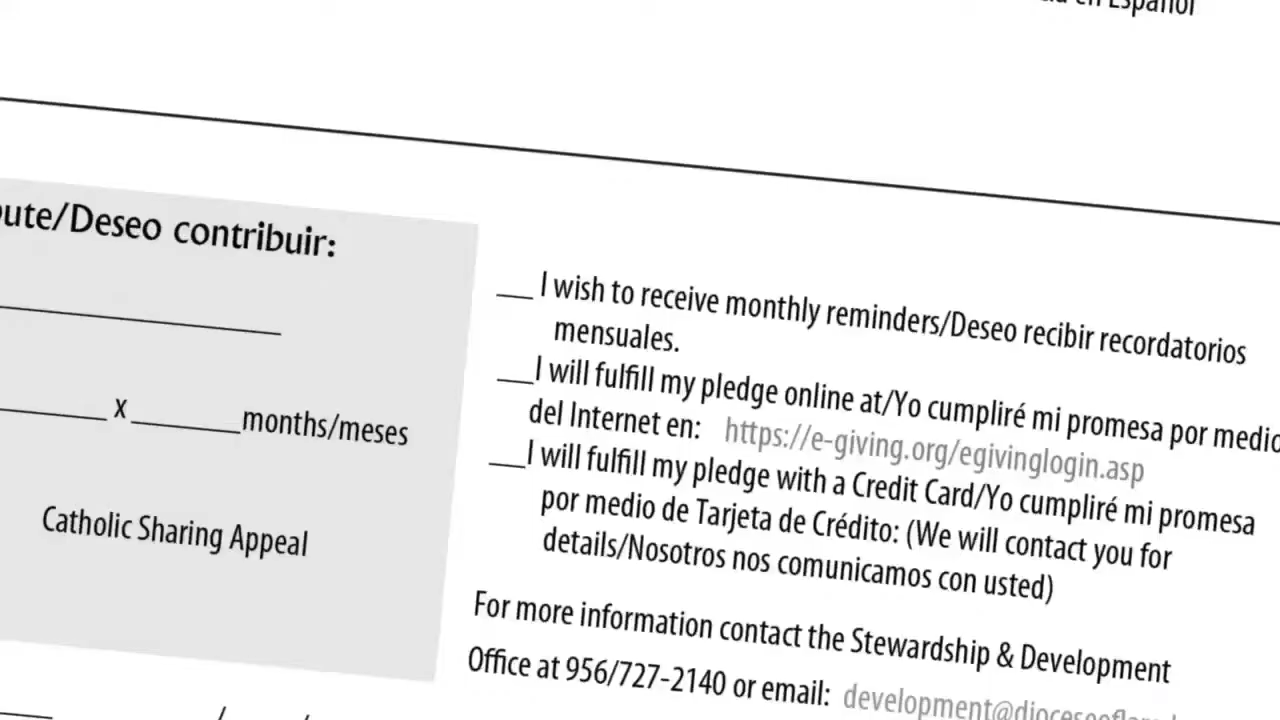 en Español
Deseo contribuir:
x months/meses
Catholic Sharing Appeal
I wish to receive monthly reminders/Deseo recibir recordatorios
mensuales.
I will fulfill my pledge online at/Yo cumpliré mi promesa por medio
del Internet en: https://e-giving.org/egivinglogin.asp
I will fulfill my pledge with a Credit Card/Yo cumpliré mi promesa
por medio de Tarjeta de Crédito: (We will contact you for
details/Nosotros nos comunicamos con usted)
For more information contact the Stewardship & Development
Office at 956/727-2140 or email: